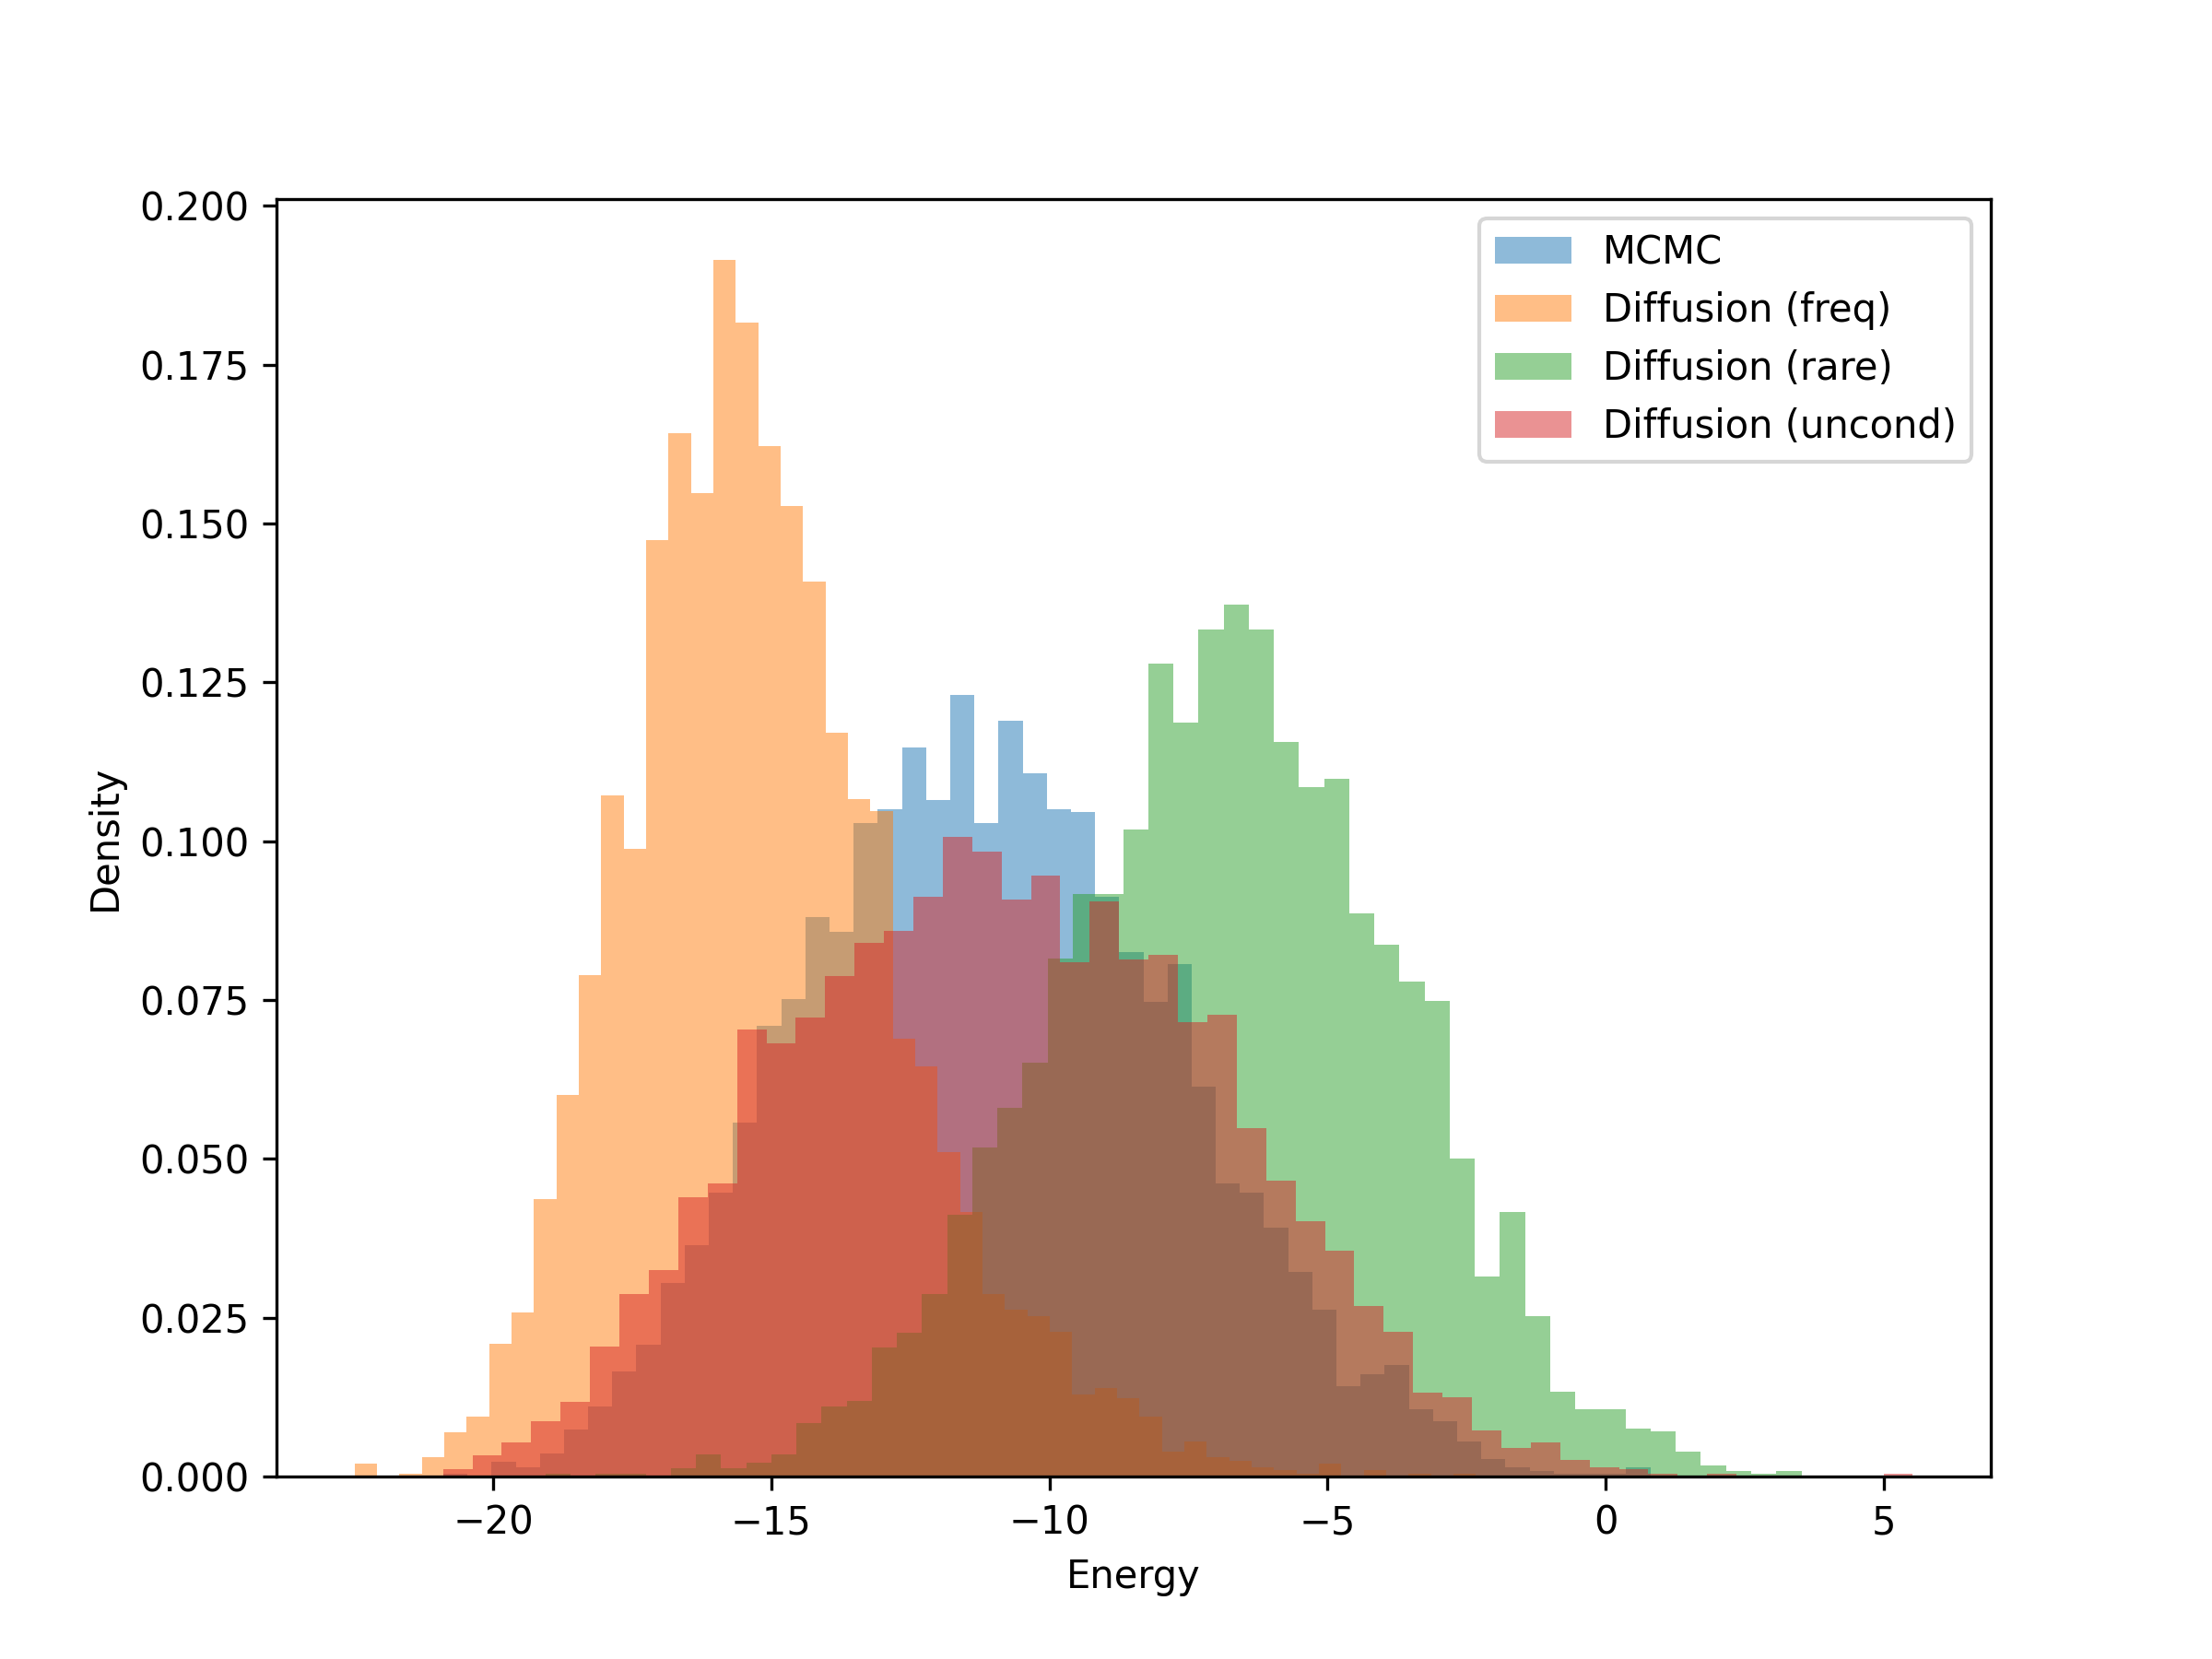 MCMC
Diffusion (freq)
Diffusion (rare)
Diffusion (uncond)
0.200
0.175
0.150
0.125
0.100
0.075
0.050
0.025
0.000
Density
−20 −15 −10 −5 0 5
Energy